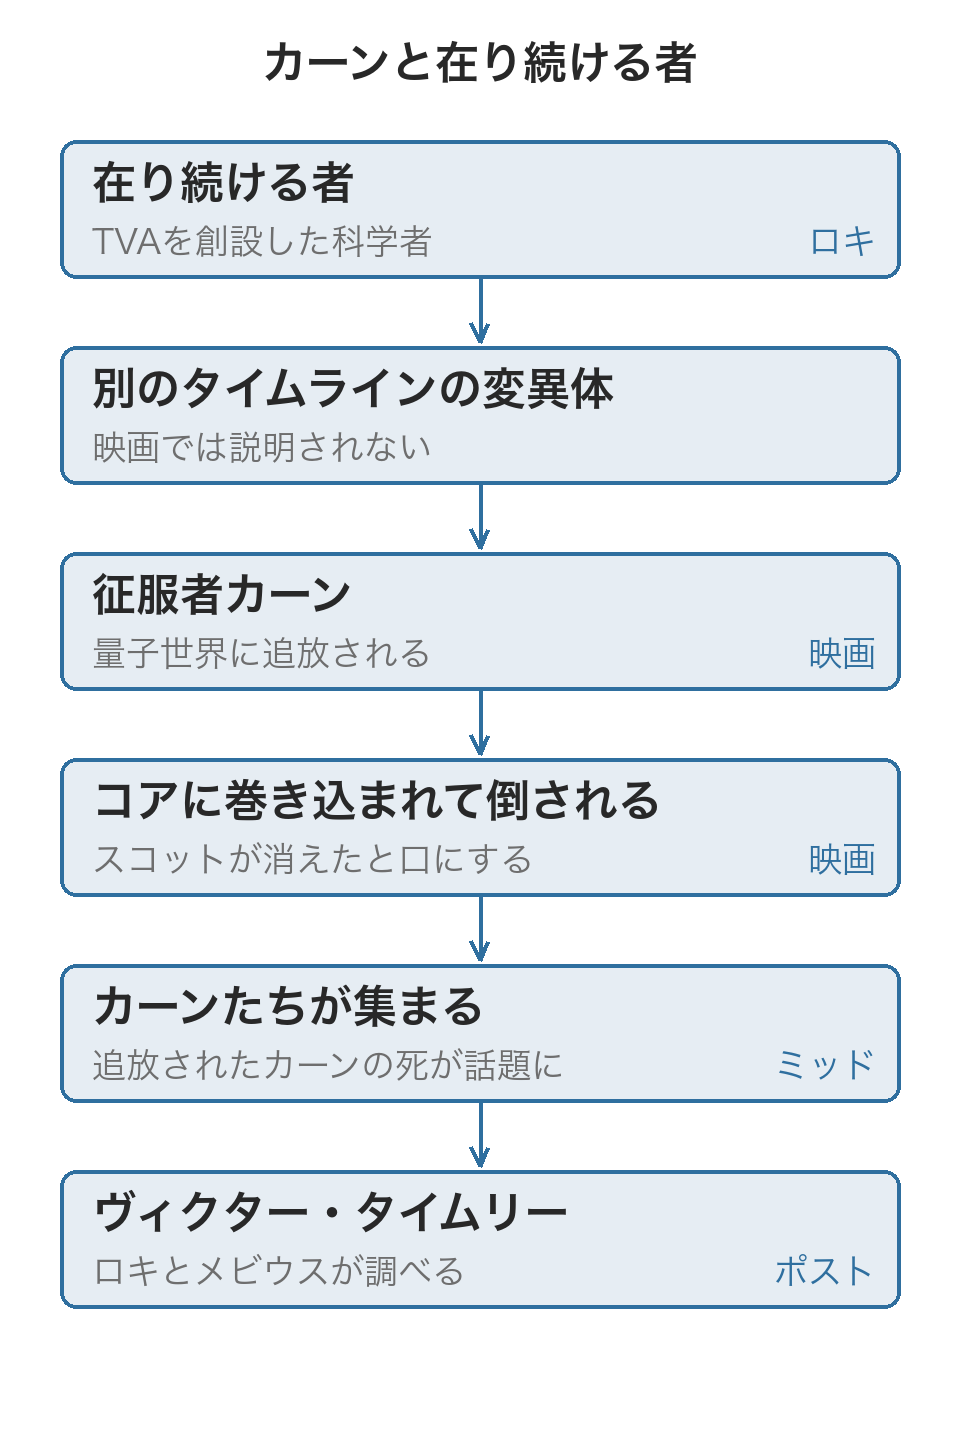 カーンと在り続ける者
在り続ける者
TVAを創設した科学者 ロキ
別のタイムラインの変異体
映画では説明されない
征服者カーン
量子世界に追放される 映画
コアに巻き込まれて倒される
スコットが消えたと口にする 映画
カーンたちが集まる
追放されたカーンの死が話題に ミッド
ヴィクター・タイムリー
ロキとメビウスが調べる ポスト